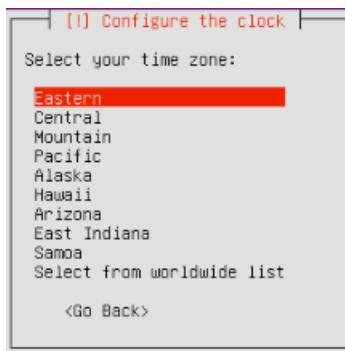 [!] Configure the clock
Select your time zone:
Eastern
Central
Mountain
Pacific
Alaska
Hawaii
Arizona
East Indiana
Samoa
Select from worldwide list
<Go Back>